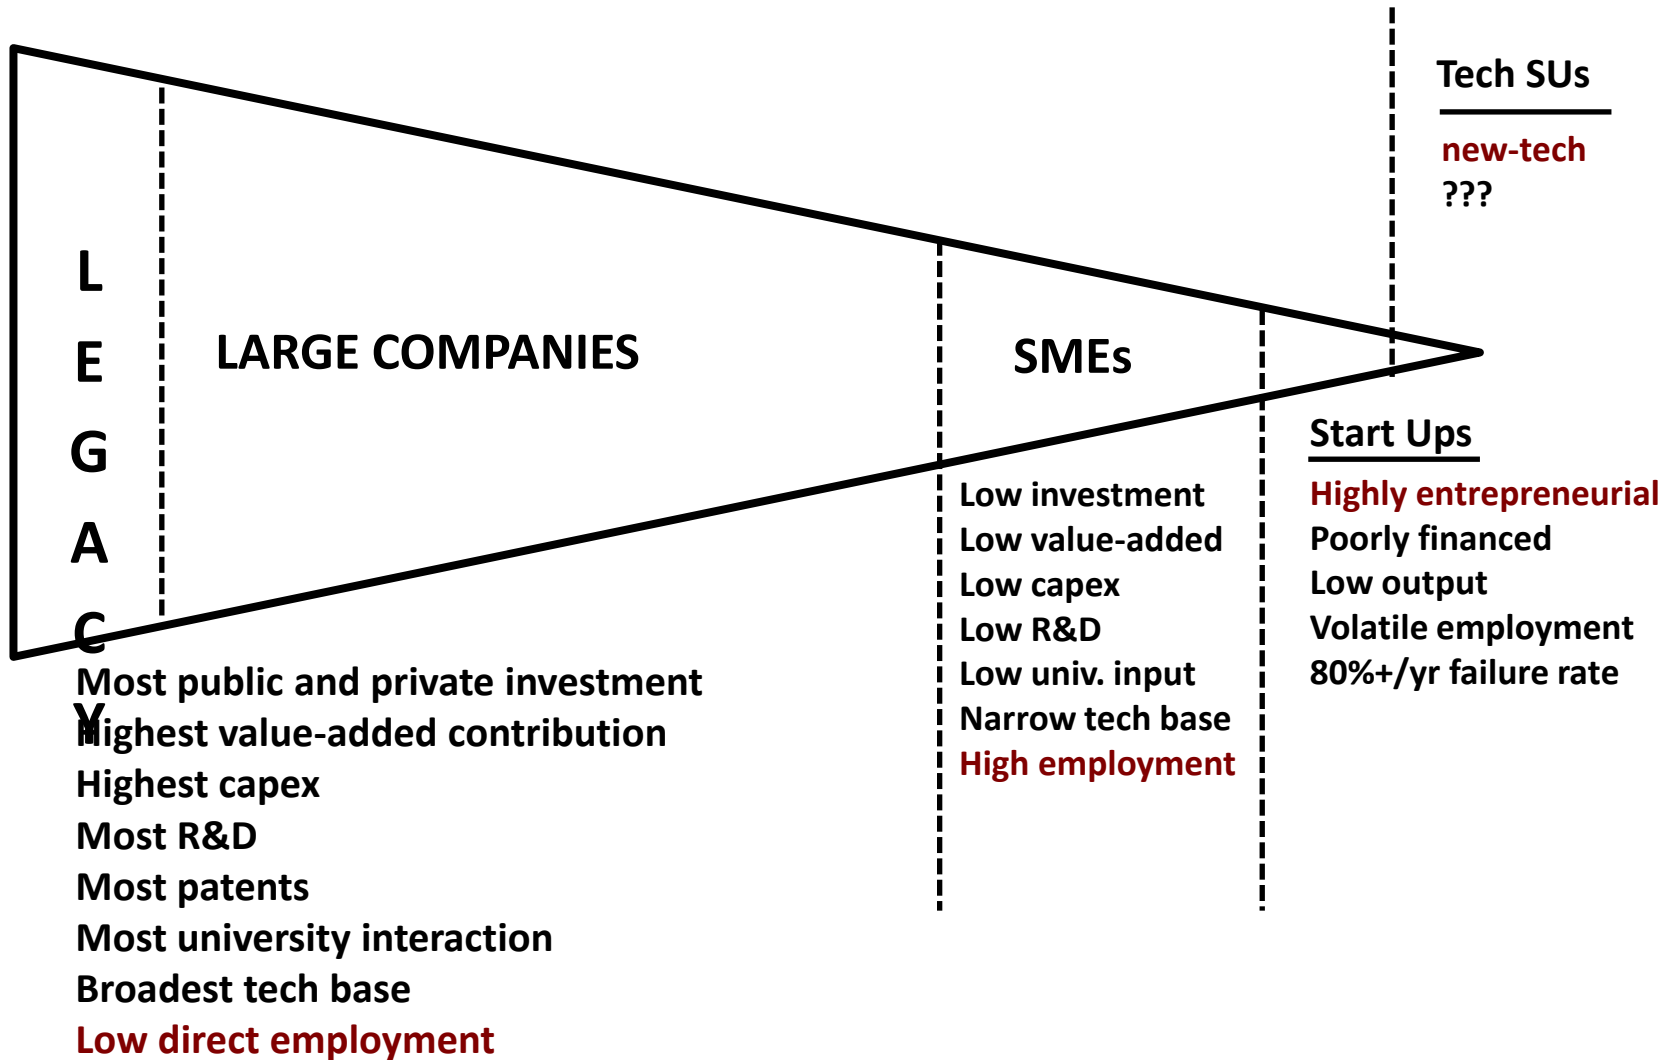 LEGACY
LARGE COMPANIES
Most public and private investment
Highest value-added contribution
Highest capex
Most R&D
Most patents
Most university interaction
Broadest tech base
Low direct employment
SMEs
Low investment
Low value-added
Low capex
Low R&D
Low univ. input
Narrow tech base
High employment
Start Ups
Highly entrepreneurial
Poorly financed
Low output
Volatile employment
80%+/yr failure rate
Tech SUs
new-tech
???